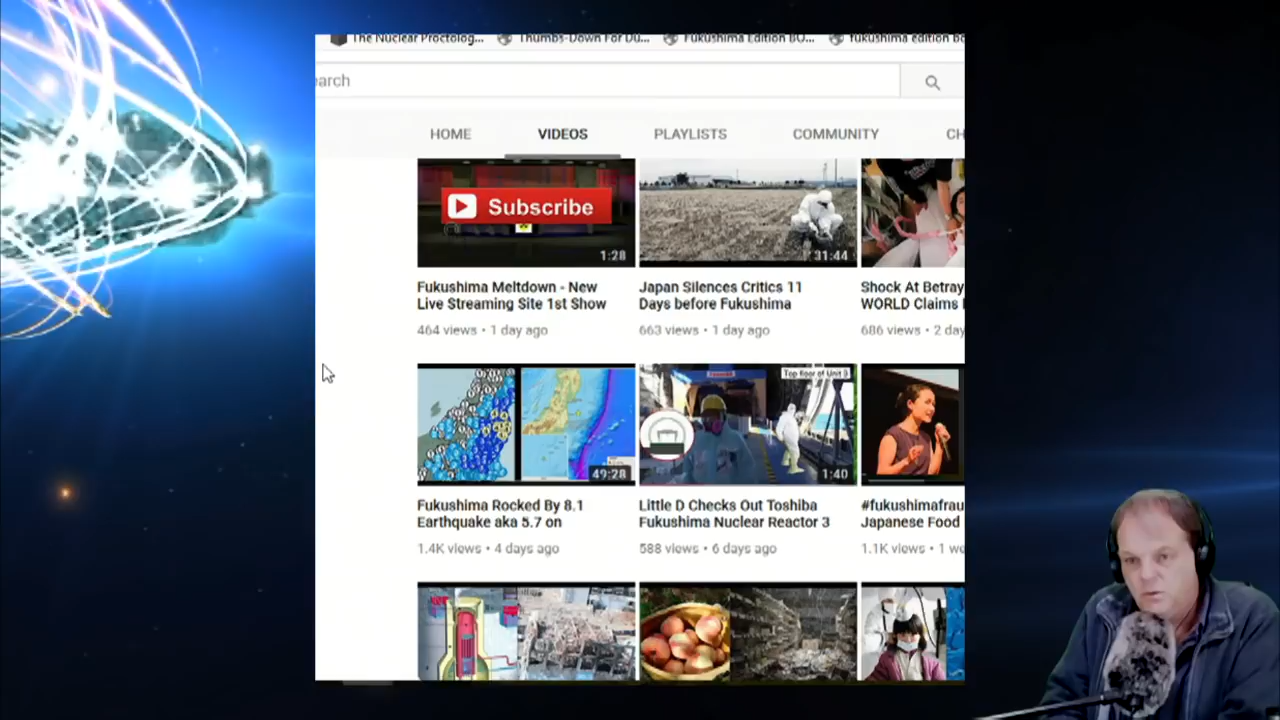 The Nuclear Proctolog... Thumbs-Down For Du... Fukushima Edition BO... fukushima edition bo
earch
HOME VIDEOS PLAYLISTS COMMUNITY CH
Subscribe
1:28
31:44
Fukushima Meltdown - New
Live Streaming Site 1st Show
464 views • 1 day ago
Japan Silences Critics 11
Days before Fukushima
663 views • 1 day ago
Shock At Betray
WORLD Claims
686 views • 2 day
49:28
Top floor of Unit 3
1:40
Fukushima Rocked By 8.1
Earthquake aka 5.7 on
1.4K views • 4 days ago
Little D Checks Out Toshiba
Fukushima Nuclear Reactor 3
588 views • 6 days ago
#fukushimafrau
Japanese Food
1.1K views • 1 we